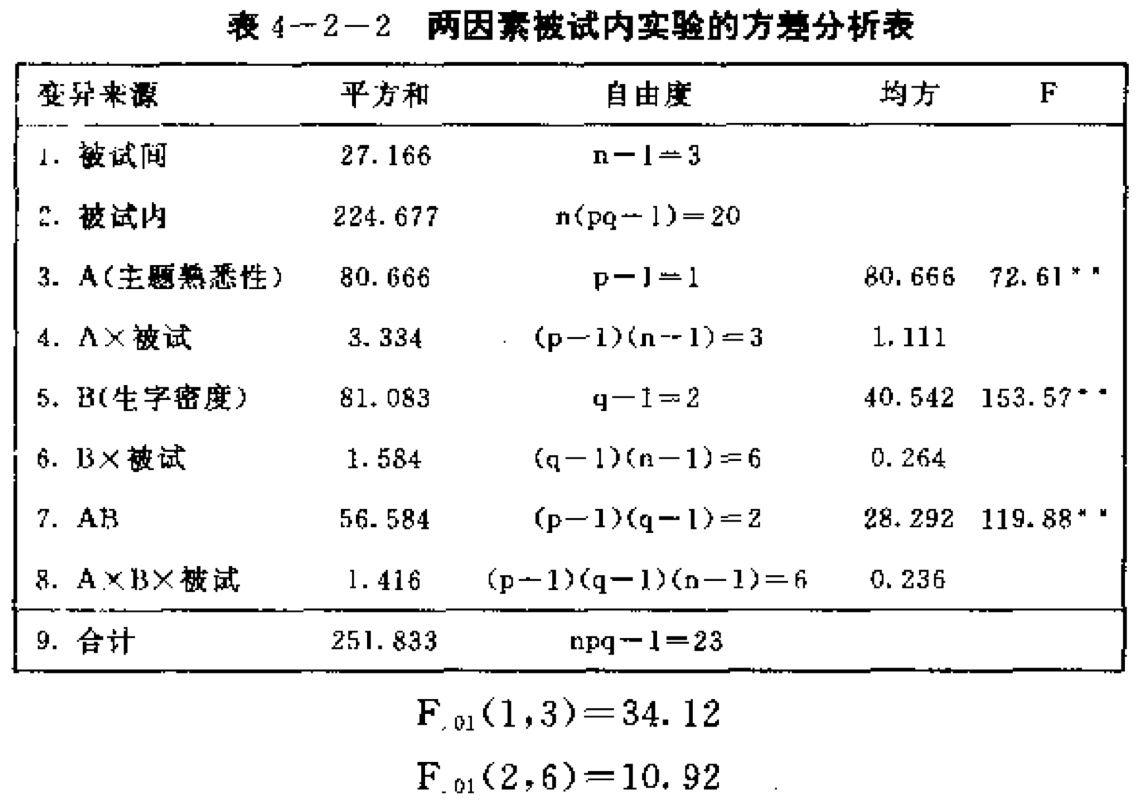 表 4-2-2 两因素被试内实验的方差分析表
变异来源 平方和 自由度 均方 F
1. 被试间 27.166 n-1=3
2. 被试内 224.677 n(pq-1)=20
3. A(主题熟悉性) 80.666 p-1=1 80.666 72.61**
4. A×被试 3.334 (p-1)(n-1)=3 1.111
5. B(生字密度) 81.083 q-1=2 40.542 153.57**
6. B×被试 1.584 (q-1)(n-1)=6 0.264
7. AB 56.584 (p-1)(q-1)=2 28.292 119.88**
8. A×B×被试 1.416 (p-1)(q-1)(n-1)=6 0.236
9. 合计 251.833 npq-1=23
F.01(1,3)=34.12
F.01(2,6)=10.92